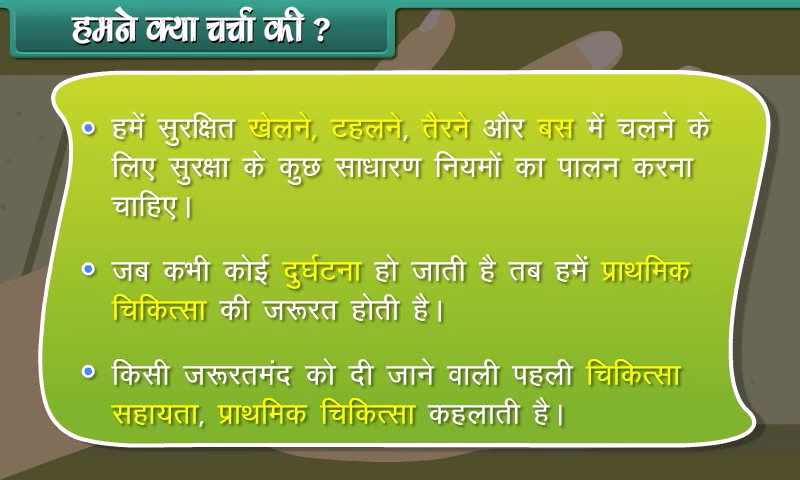 हमने क्या चर्चा की ?
हमें सुरक्षित खेलने, टहलने, तैरने और बस में चलने के
लिए सुरक्षा के कुछ साधारण नियमों का पालन करना
चाहिए।
जब कभी कोई दुर्घटना हो जाती है तब हमें प्राथमिक
चिकित्सा की जरूरत होती है।
किसी जरूरतमंद को दी जाने वाली पहली चिकित्सा
सहायता, प्राथमिक चिकित्सा कहलाती है।